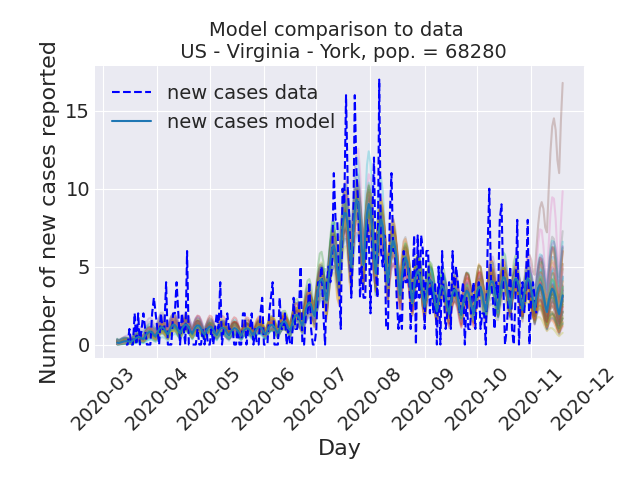 Model comparison to data
US - Virginia - York, pop. = 68280
Number of new cases reported
15
10
5
0
new cases data
new cases model
2020-03
2020-04
2020-05
2020-06
2020-07
2020-08
2020-09
2020-10
2020-11
2020-12
Day